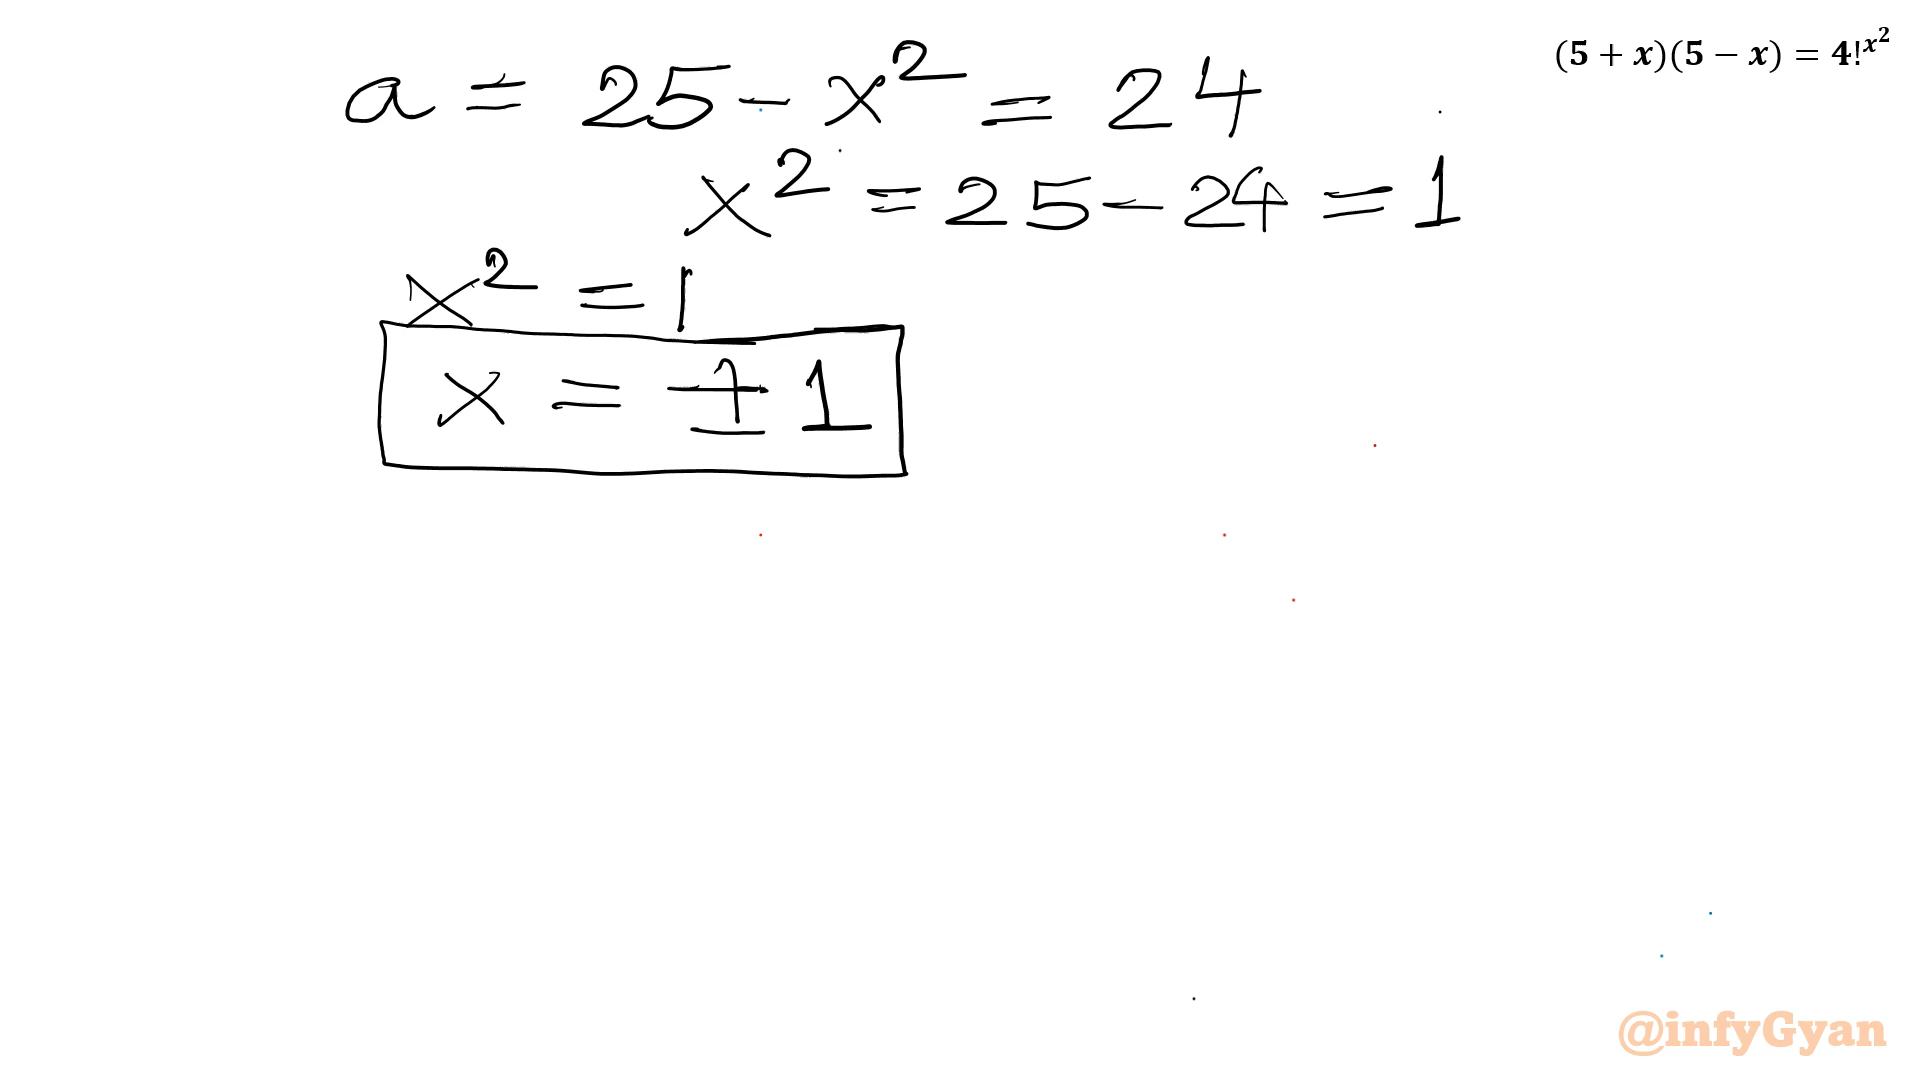 (5 + x)(5 − x) = 4!^x^2
a = 25 − x^2 = 24
x^2 = 25 − 24 = 1
x^2 = 1
x = ± 1
@infyGyan